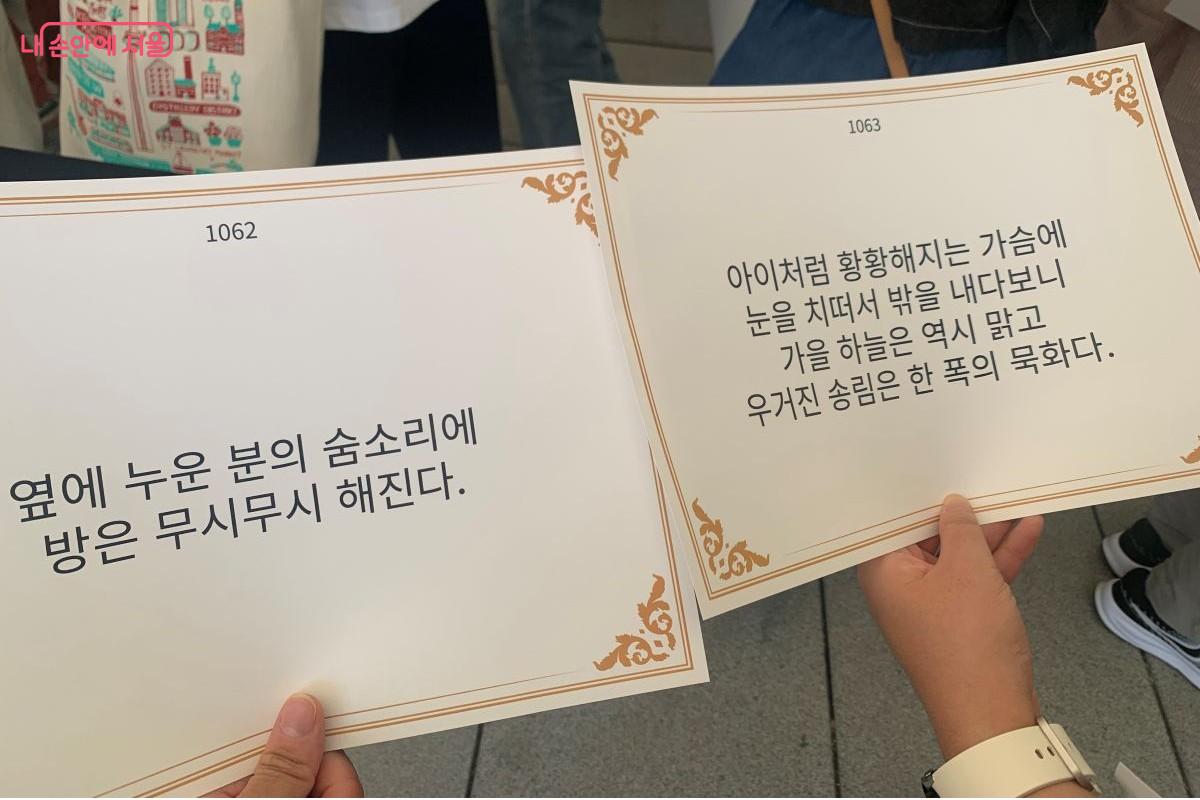 내 손안에 서울
DISTILLERY DISTRICT
1062
옆에 누운 분의 숨소리에
방은 무시무시 해진다.
1063
아이처럼 황황해지는 가슴에
눈을 치떠서 밖을 내다보니
가을 하늘은 역시 맑고
우거진 송림은 한 폭의 묵화다.